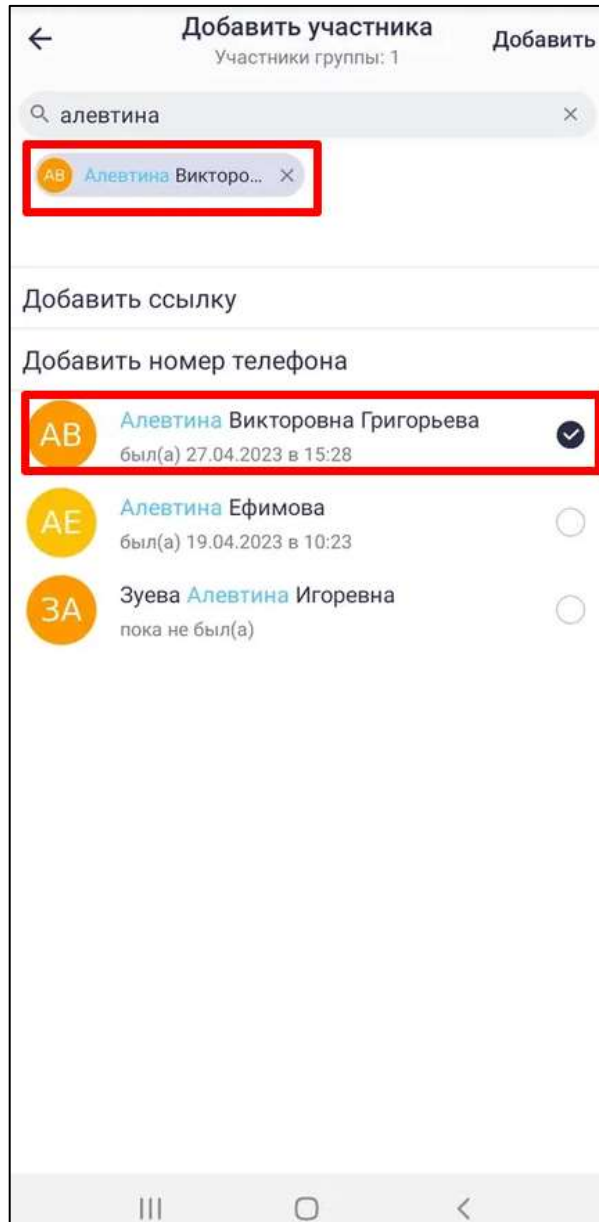 Добавить участника
Участники группы: 1
Добавить
алевтина
АВ Алевтина Викторо...
Добавить ссылку
Добавить номер телефона
АВ
Алевтина Викторовна Григорьева
был(а) 27.04.2023 в 15:28
АЕ
Алевтина Ефимова
был(а) 19.04.2023 в 10:23
ЗА
Зуева Алевтина Игоревна
пока не был(а)